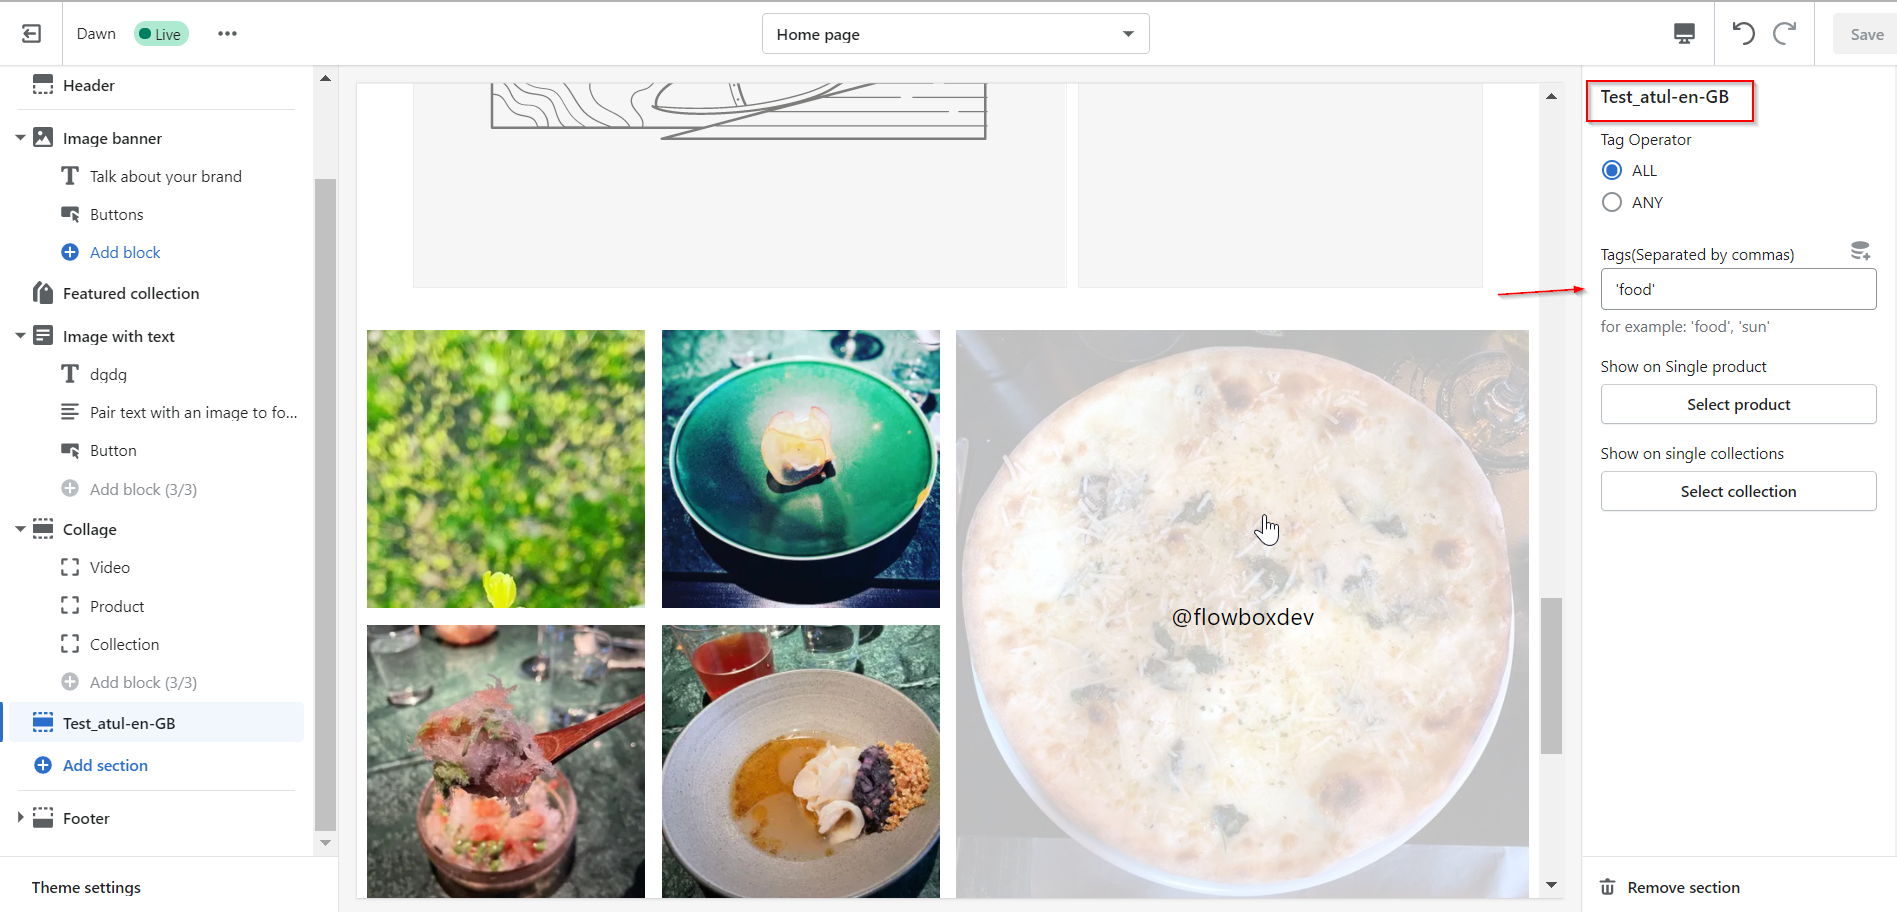 Dawn
Live
Home page
Save
Header
Image banner
Talk about your brand
Buttons
Add block
Featured collection
Image with text
dgdg
Pair text with an image to fo...
Button
Add block (3/3)
Collage
Video
Product
Collection
Add block (3/3)
Test_atul-en-GB
Add section
Footer
Theme settings
@flowboxdev
Test_atul-en-GB
Tag Operator
ALL
ANY
Tags(Separated by commas)
'food'
for example: 'food', 'sun'
Show on Single product
Select product
Show on single collections
Select collection
Remove section